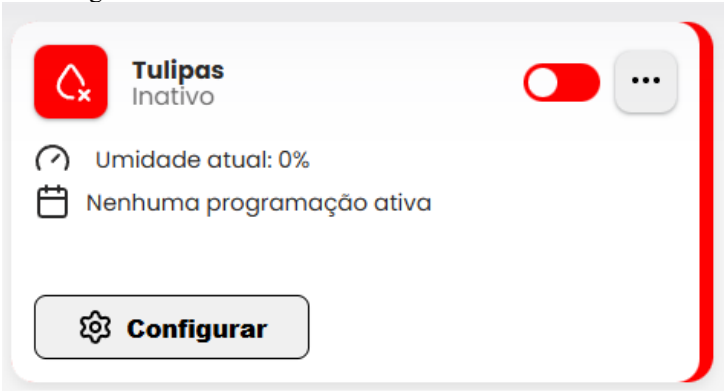 Tulipas
Inativo
Umidade atual: 0%
Nenhuma programação ativa
Configurar